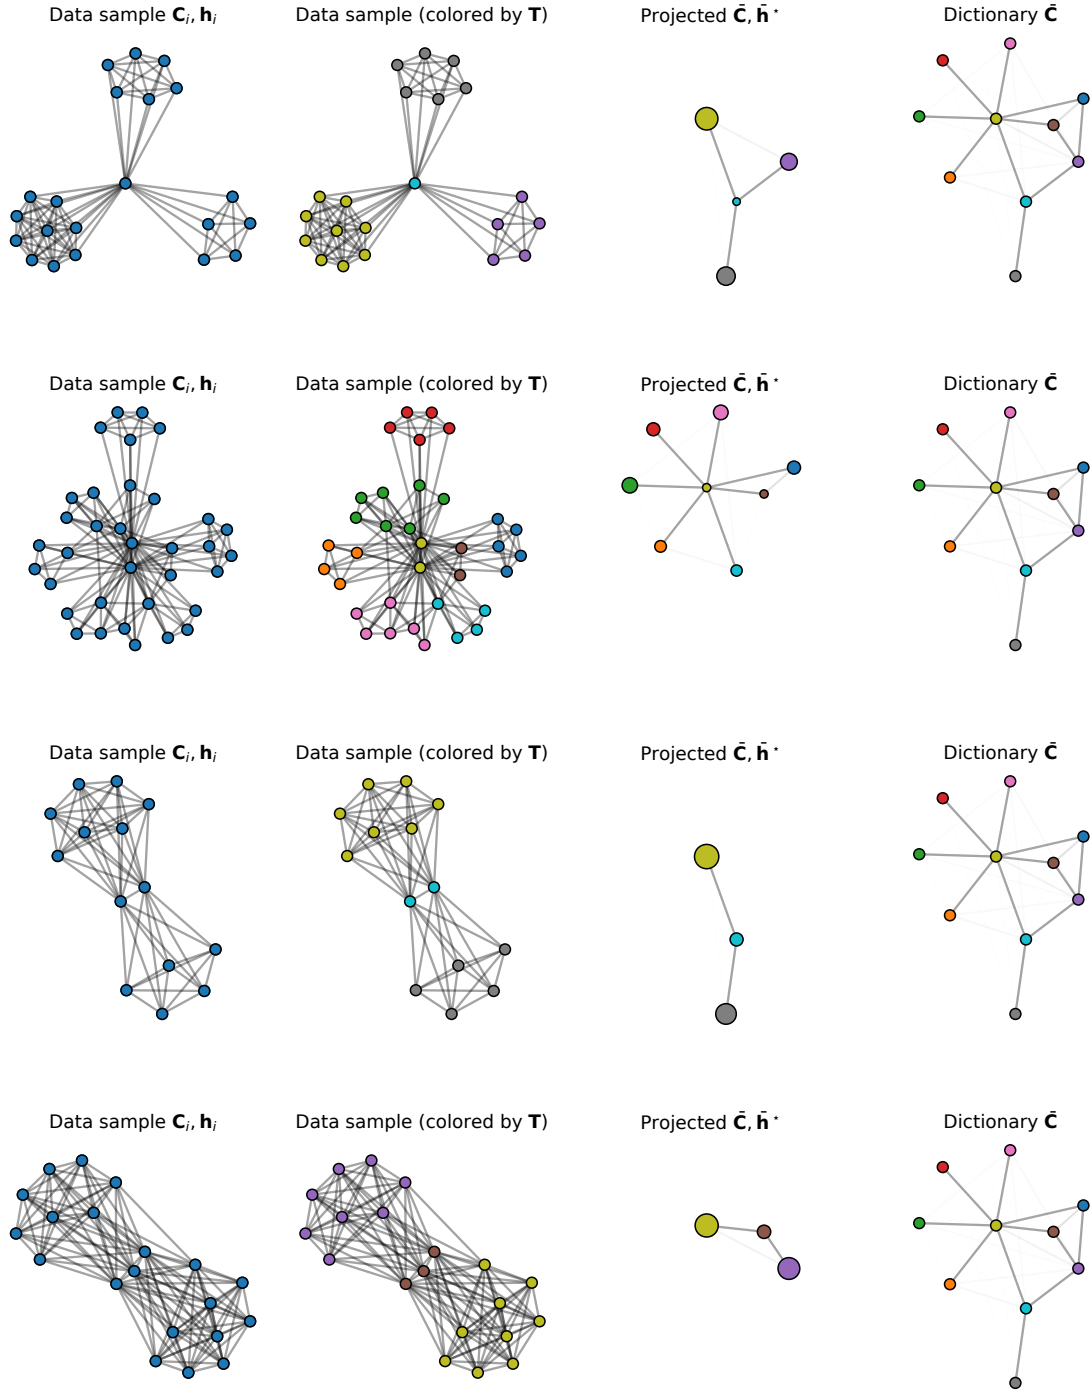 Data sample C_i, h_i
Data sample (colored by T)
Projected C̄, h̄*
Dictionary C̄
Data sample C_i, h_i
Data sample (colored by T)
Projected C̄, h̄*
Dictionary C̄
Data sample C_i, h_i
Data sample (colored by T)
Projected C̄, h̄*
Dictionary C̄
Data sample C_i, h_i
Data sample (colored by T)
Projected C̄, h̄*
Dictionary C̄